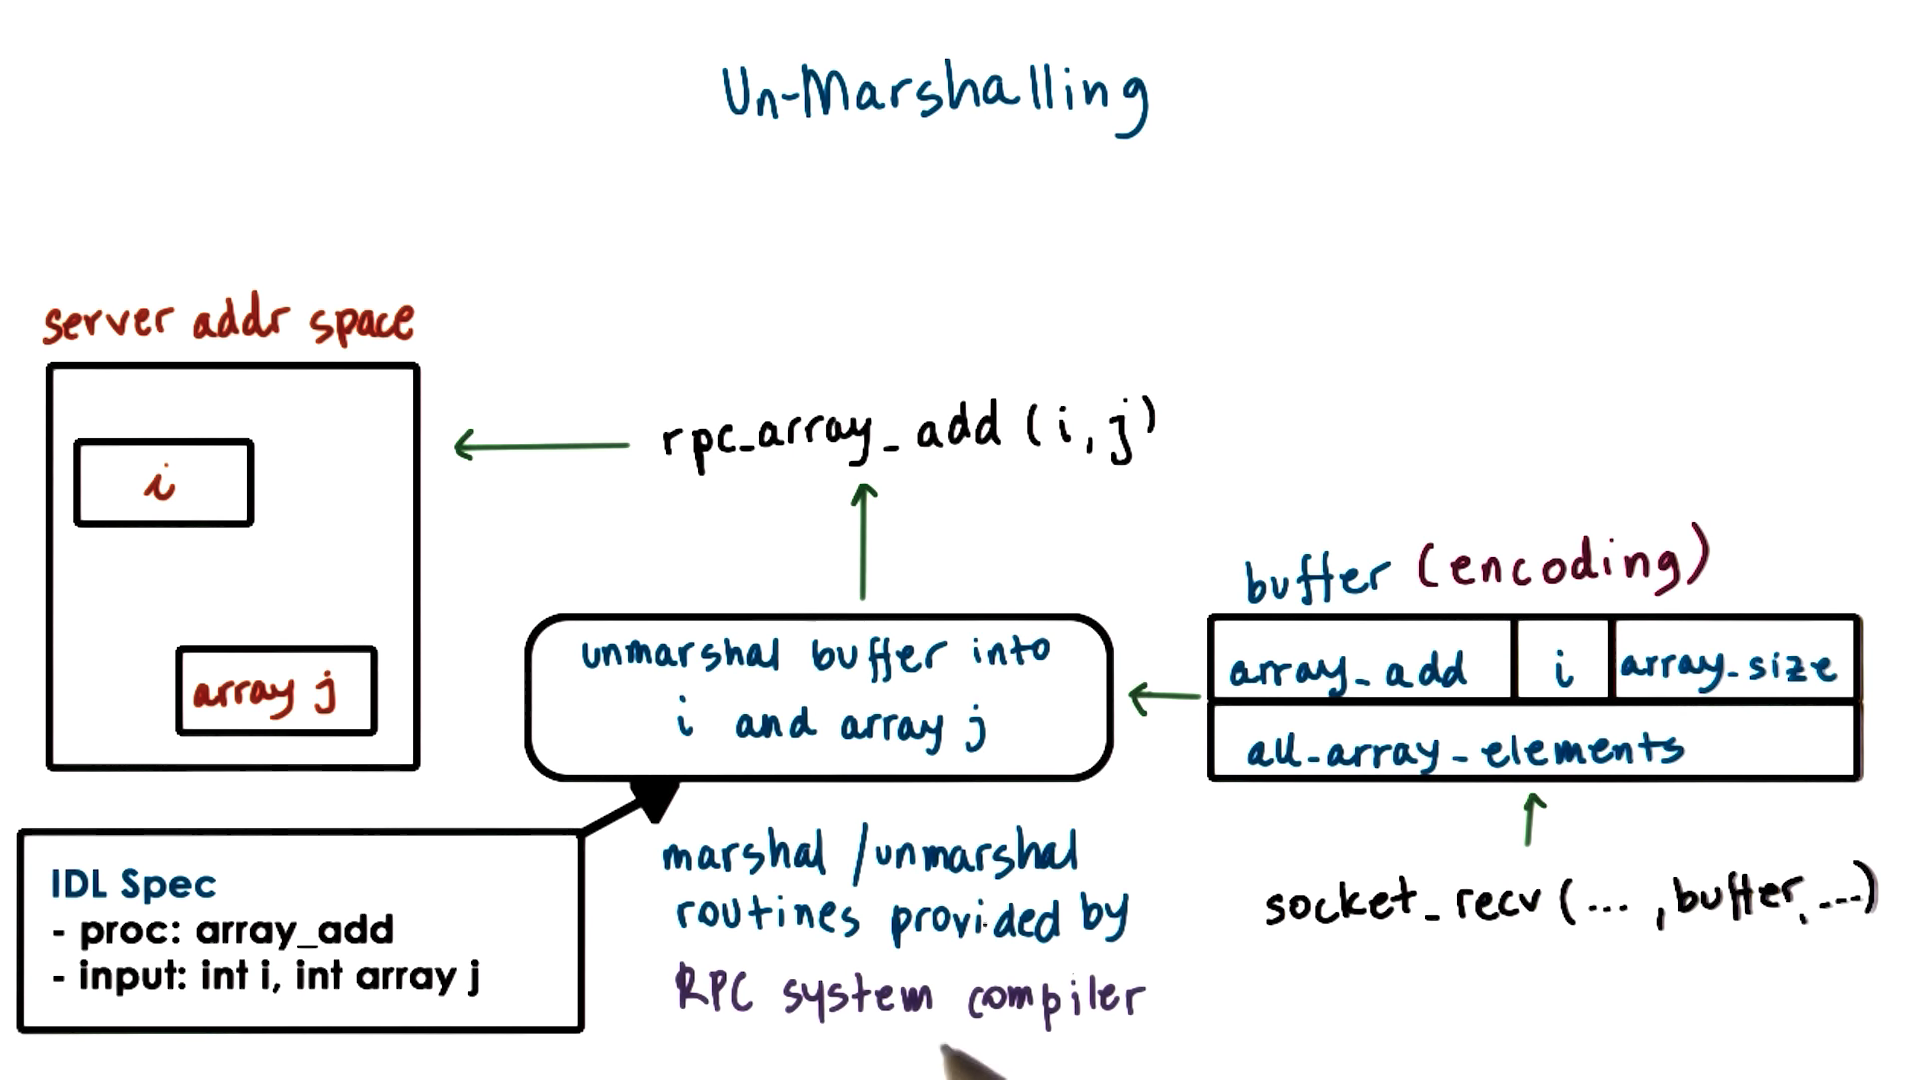 Un-Marshalling
server addr space
i
array j
rpc_array_add (i,j)
unmarshal buffer into
i and array j
buffer (encoding)
array_add i array_size
all_array_elements
socket_recv (... ,buffer, ...)
IDL Spec
- proc: array_add
- input: int i, int array j
marshal /unmarshal
routines provided by
RPC system compiler